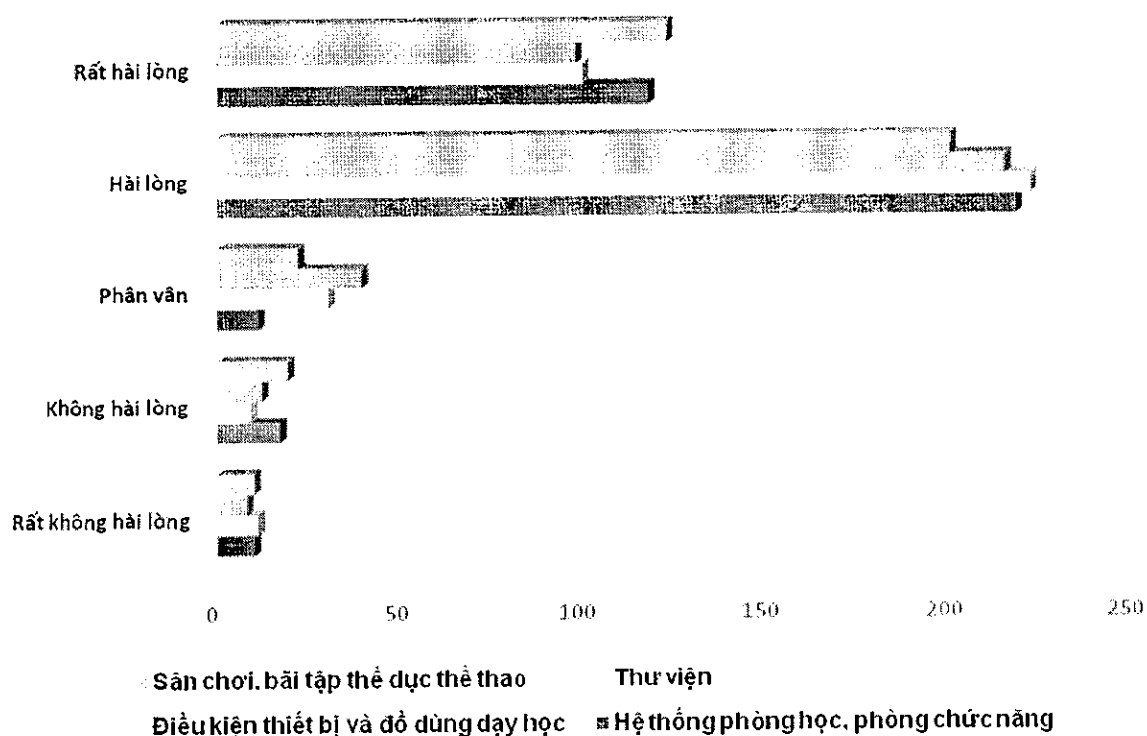 Rất hài lòng
Hài lòng
Phân vân
Không hài lòng
Rất không hài lòng
0 50 100 150 200 250
Sân chơi. bãi tập thể dục thể thao Thư viện
Điều kiện thiết bị và đồ dùng dạy học Hệ thống phòng học, phòng chức năng